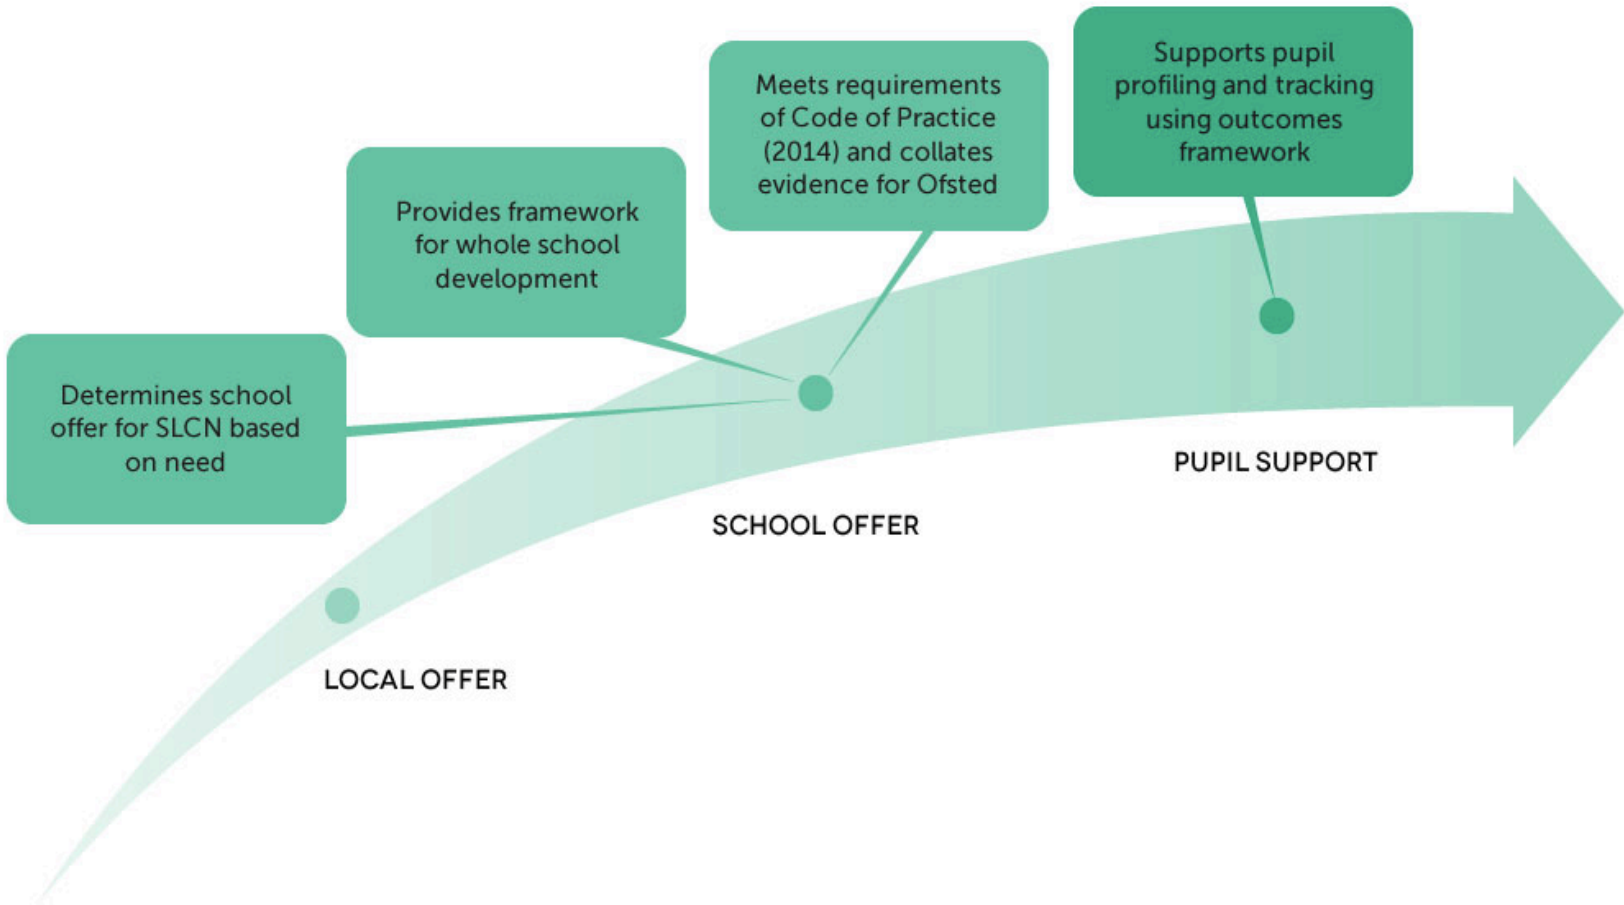 Supports pupil
profiling and tracking
using outcomes
framework
Meets requirements
of Code of Practice
(2014) and collates
evidence for Ofsted
Provides framework
for whole school
development
Determines school
offer for SLCN based
on need
PUPIL SUPPORT
SCHOOL OFFER
LOCAL OFFER